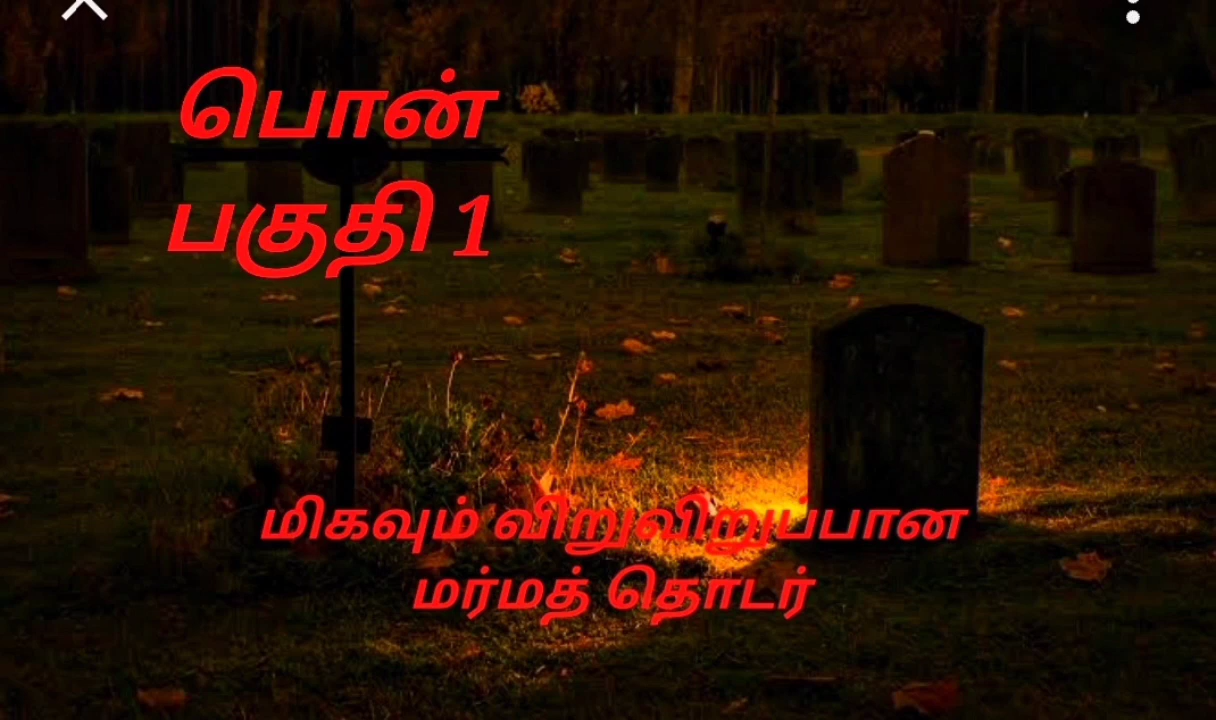 பொன்
பகுதி 1
மிகவும் விறுவிறுப்பான
மர்மத் தொடர்